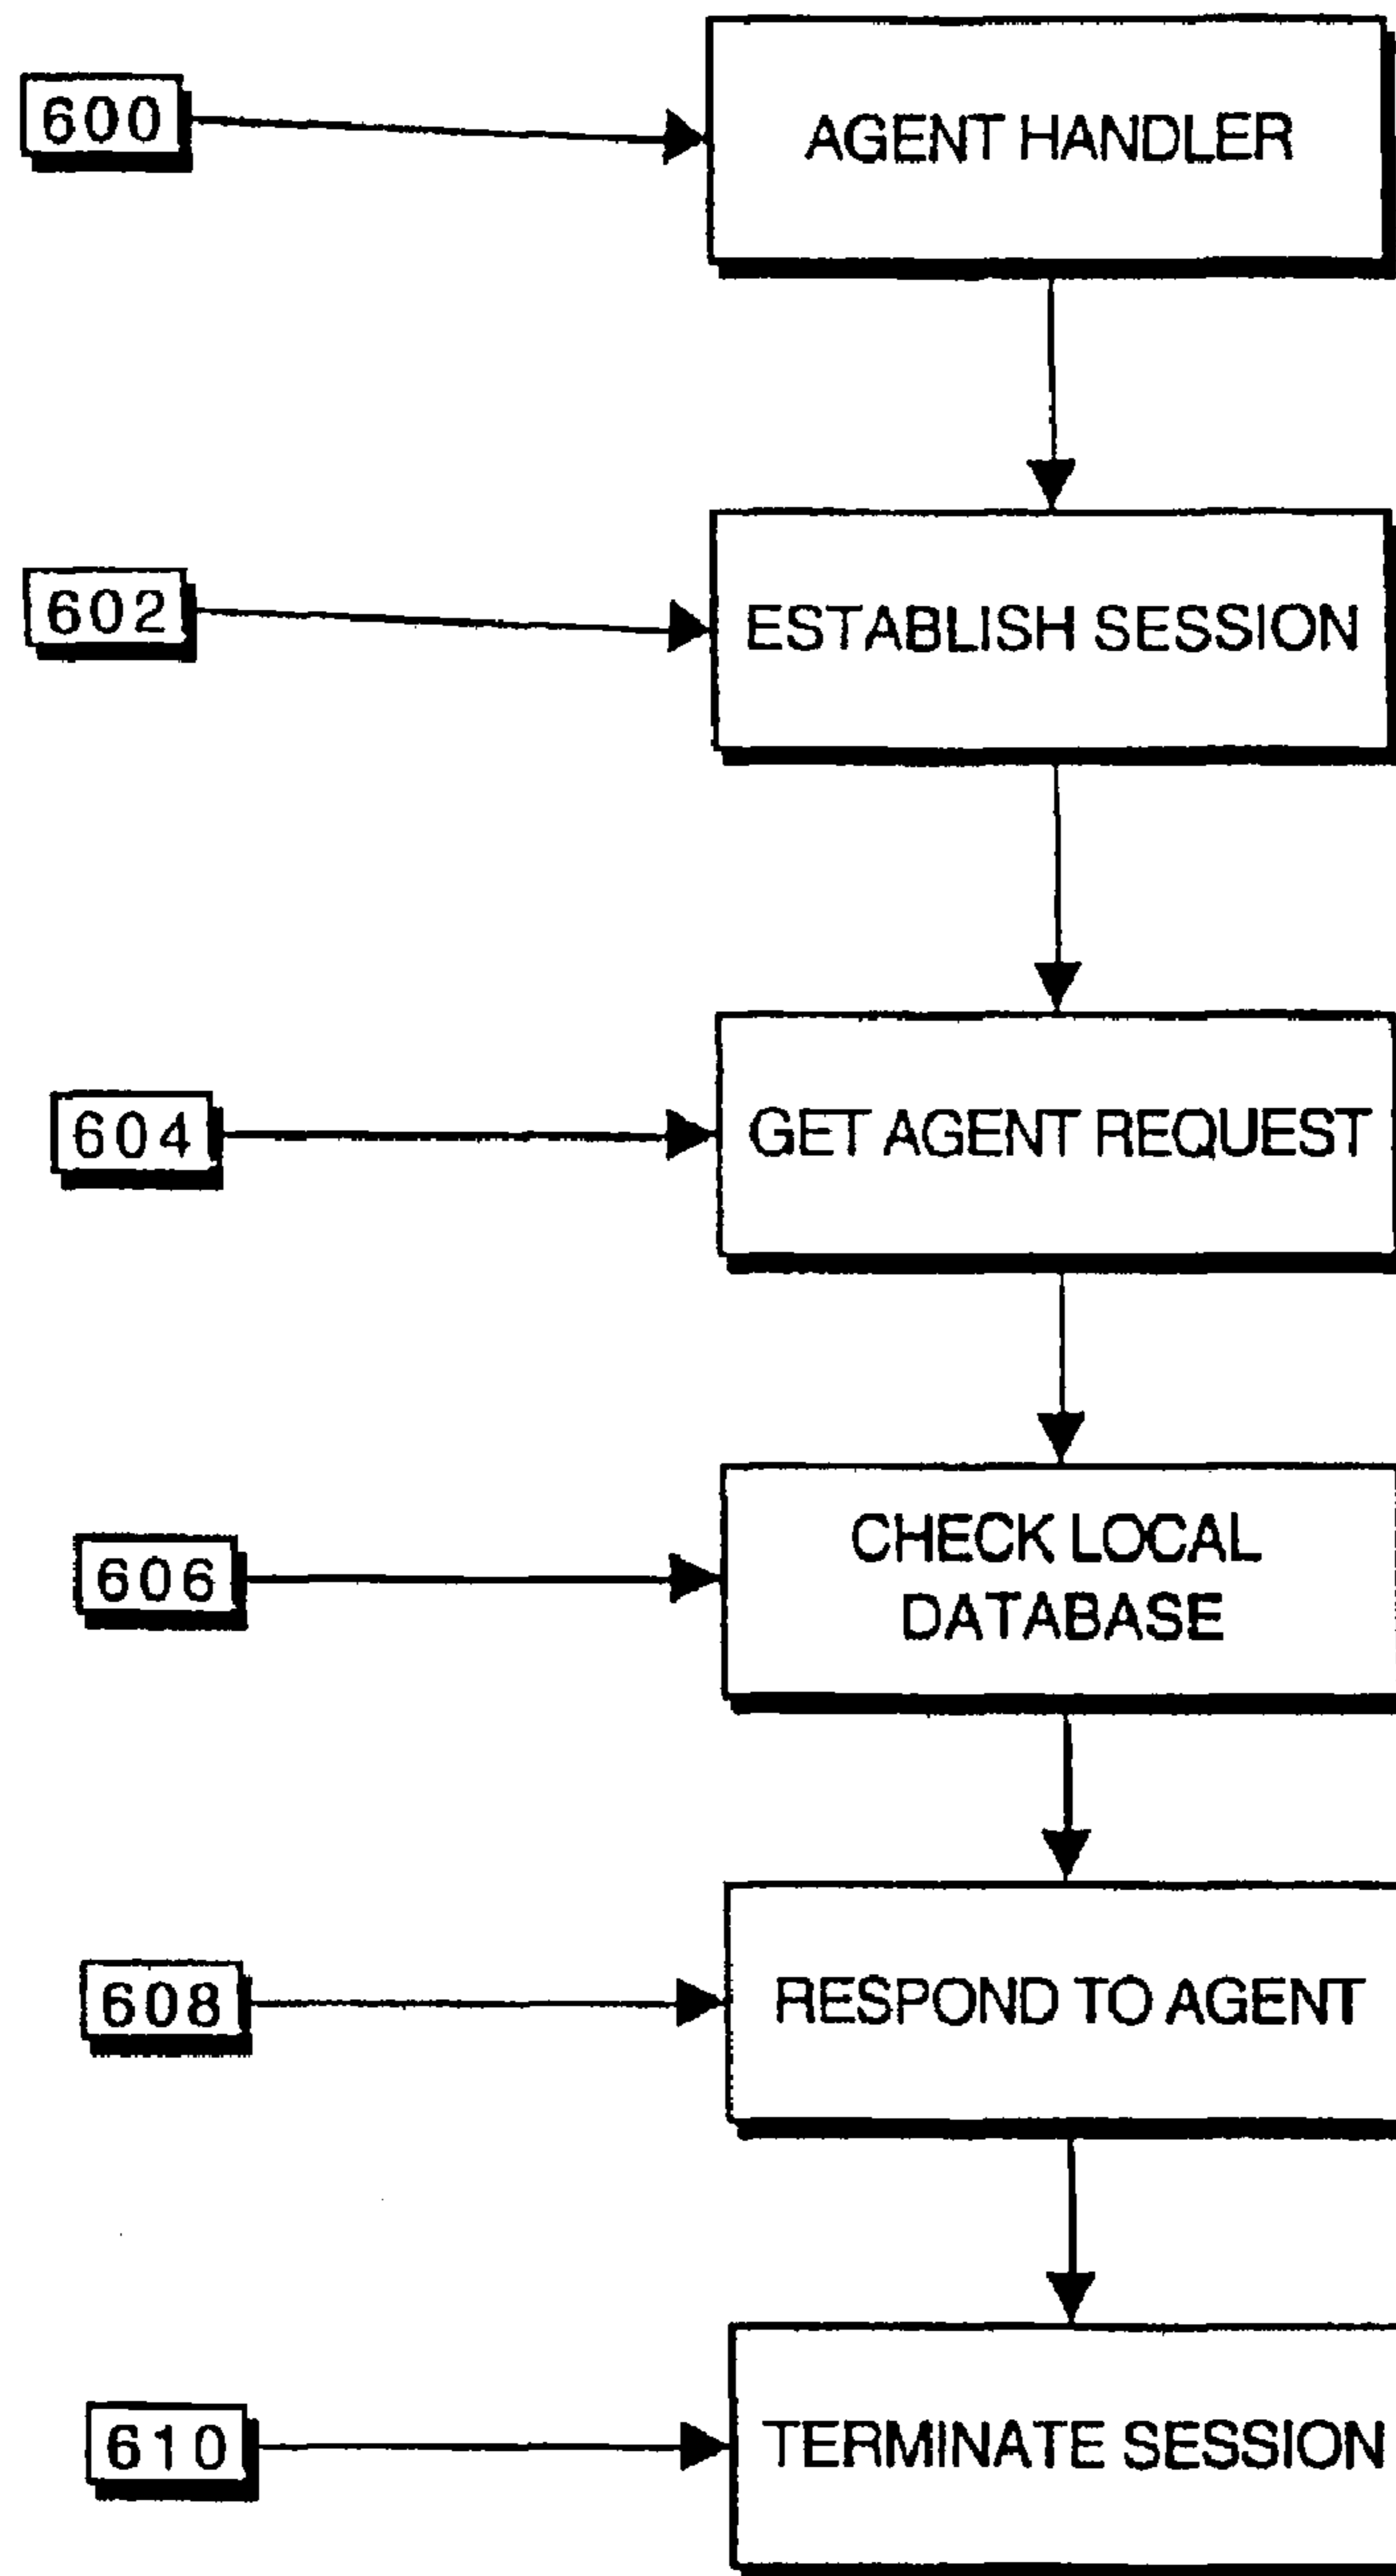 600
AGENT HANDLER
602
ESTABLISH SESSION
604
GET AGENT REQUEST
606
CHECK LOCAL
DATABASE
608
RESPOND TO AGENT
610
TERMINATE SESSION